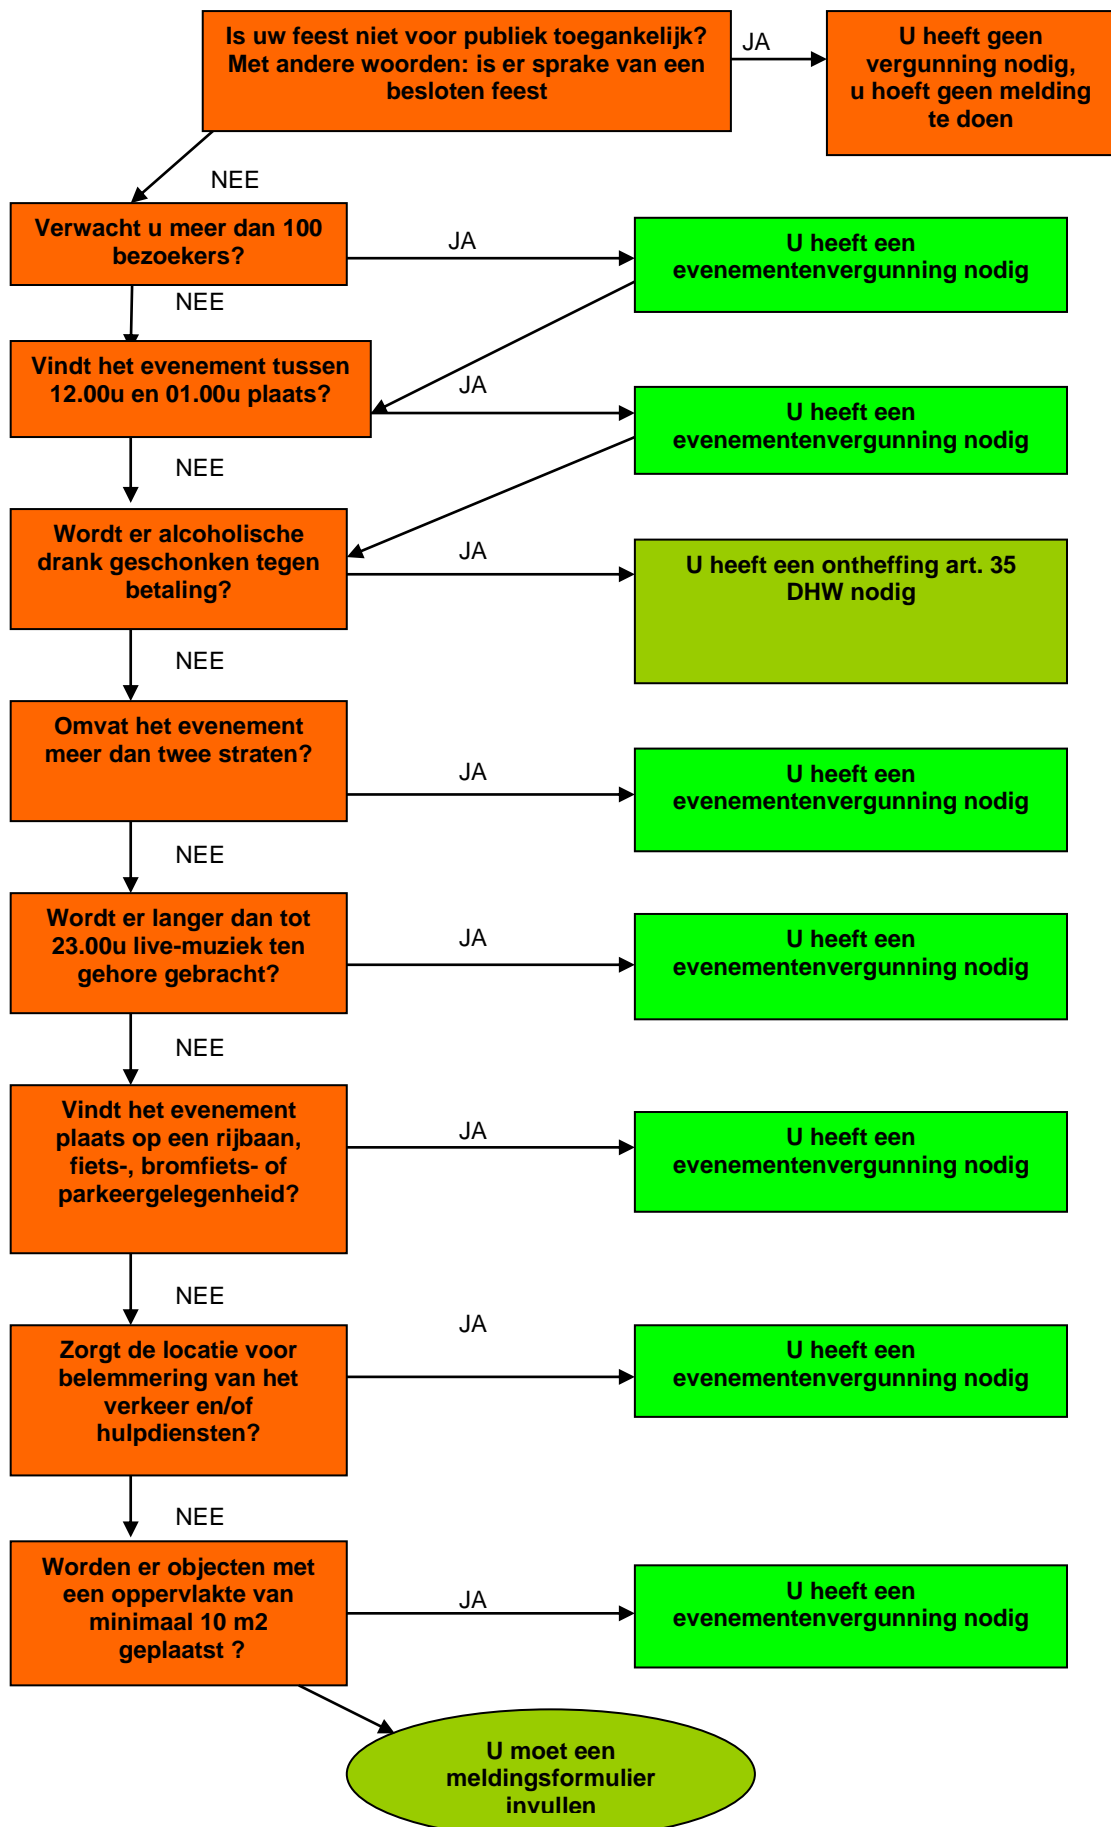 Is uw feest niet voor publiek toegankelijk?
Met andere woorden: is er sprake van een
besloten feest
JA
U heeft geen
vergunning nodig,
u hoeft geen melding
te doen
NEE
Verwacht u meer dan 100
bezoekers?
JA
U heeft een
evenementenvergunning nodig
NEE
Vindt het evenement tussen
12.00u en 01.00u plaats?
JA
U heeft een
evenementenvergunning nodig
NEE
Wordt er alcoholische
drank geschonken tegen
betaling?
JA
U heeft een ontheffing art. 35
DHW nodig
NEE
Omvat het evenement
meer dan twee straten?
JA
U heeft een
evenementenvergunning nodig
NEE
Wordt er langer dan tot
23.00u live-muziek ten
gehore gebracht?
JA
U heeft een
evenementenvergunning nodig
NEE
Vindt het evenement
plaats op een rijbaan,
fiets-, bromfiets- of
parkeergelegenheid?
JA
U heeft een
evenementenvergunning nodig
NEE
Zorgt de locatie voor
belemmering van het
verkeer en/of
hulpdiensten?
JA
U heeft een
evenementenvergunning nodig
NEE
Worden er objecten met
een oppervlakte van
minimaal 10 m2
geplaatst ?
JA
U heeft een
evenementenvergunning nodig
U moet een
meldingsformulier
invullen